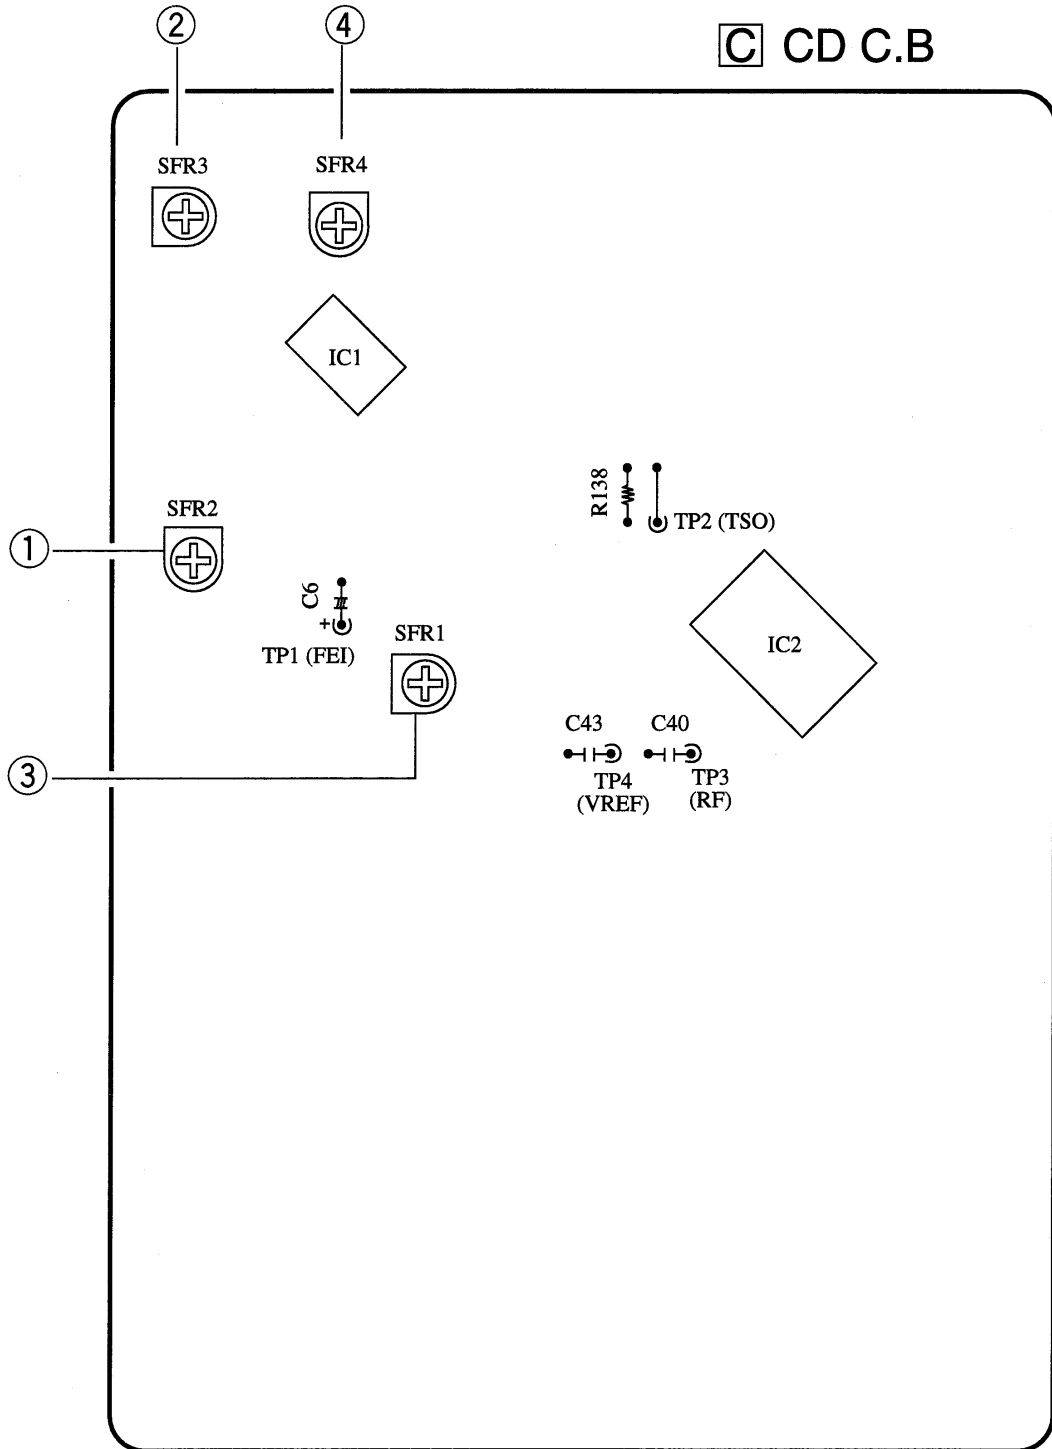 ② ④
C CD C.B
SFR3 SFR4
IC1
R138
TP2 (TSO)
SFR2
①
C6
+
TP1 (FEI)
SFR1
IC2
C43 C40
③
TP4
(VREF)
TP3
(RF)